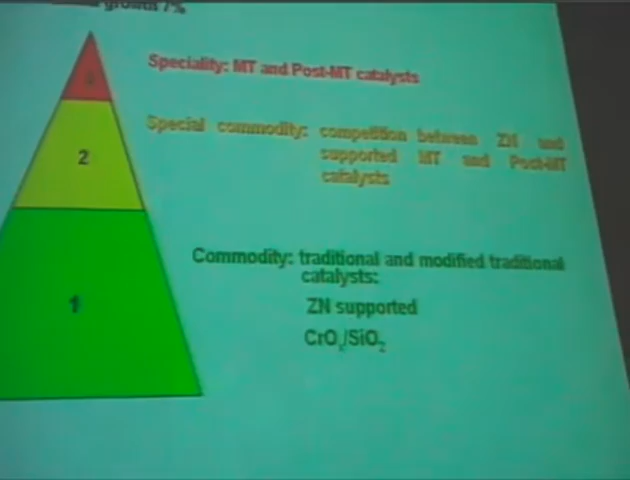 growth 7%
Speciality: MT and Post-MT catalysts
2
Special commodity: competition between ZN and
supported MT and Post-MT
catalysts
Commodity: traditional and modified traditional
catalysts:
1
ZN supported
CrOx/SiO2